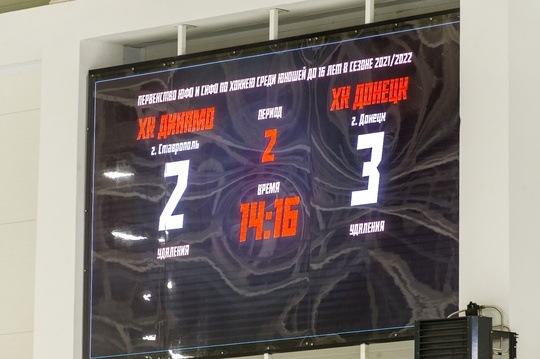 ПЕРВЕНСТВО ЮФО И СКФО ПО ХОККЕЮ СРЕДИ ЮНОШЕЙ ДО 16 ЛЕТ В СЕЗОНЕ 2021/2022
ХК ДИНАМО
г. Ставрополь
2
УДАЛЕНИЯ
ПЕРИОД
2
ВРЕМЯ
14:16
ХК ДОНЕЦК
г. Донецк
3
УДАЛЕНИЯ